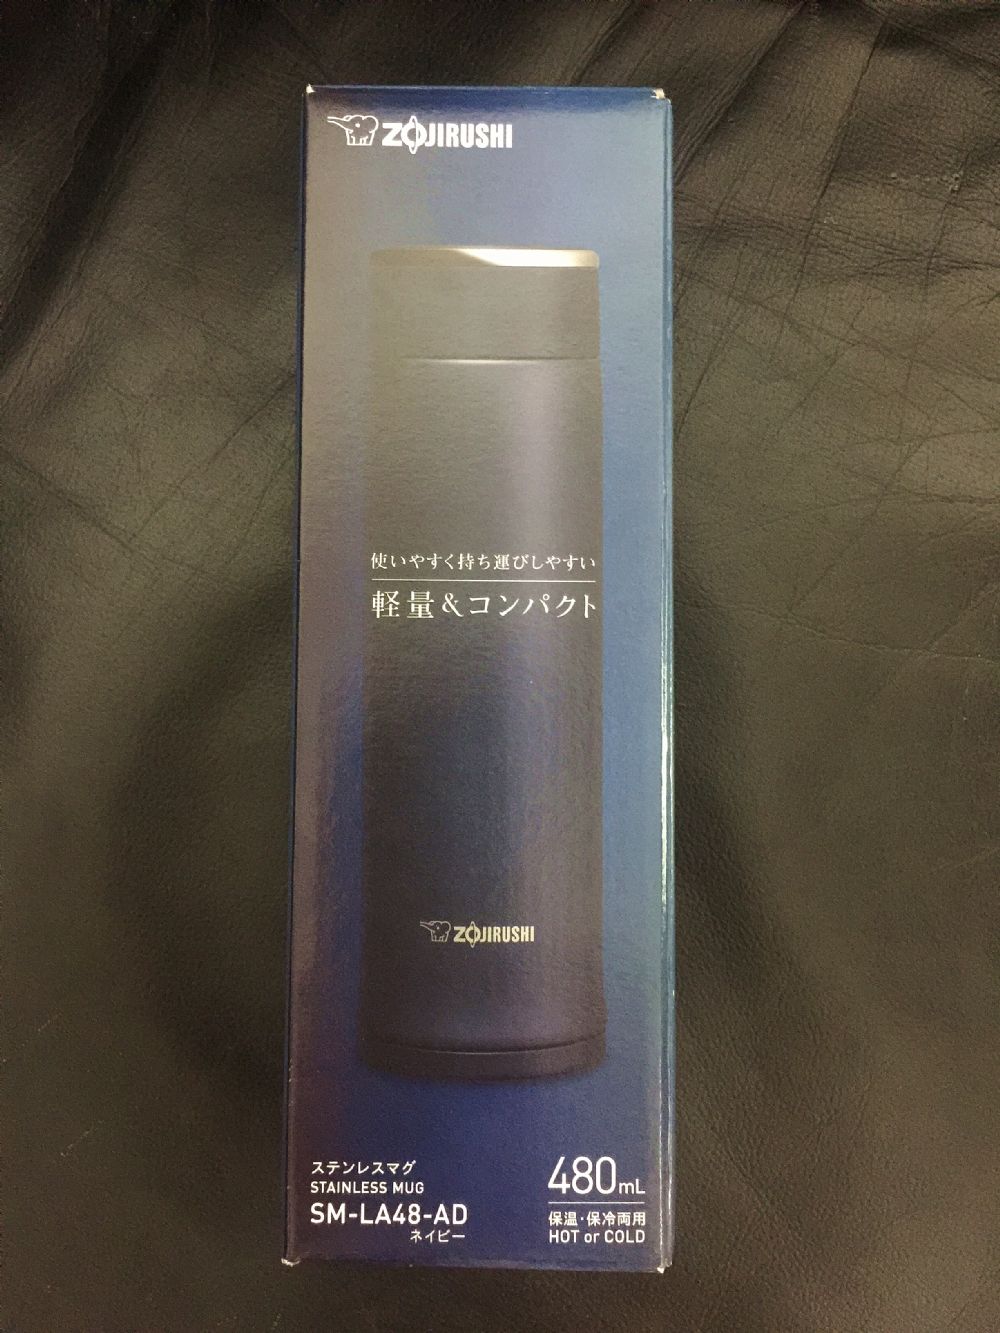 ZOJIRUSHI
使いやすく持ち運びしやすい
軽量&コンパクト
ZOJIRUSHI
ステンレスマグ
STAINLESS MUG
SM-LA48-AD
ネイビー
480mL
保温・保冷両用
HOT or COLD